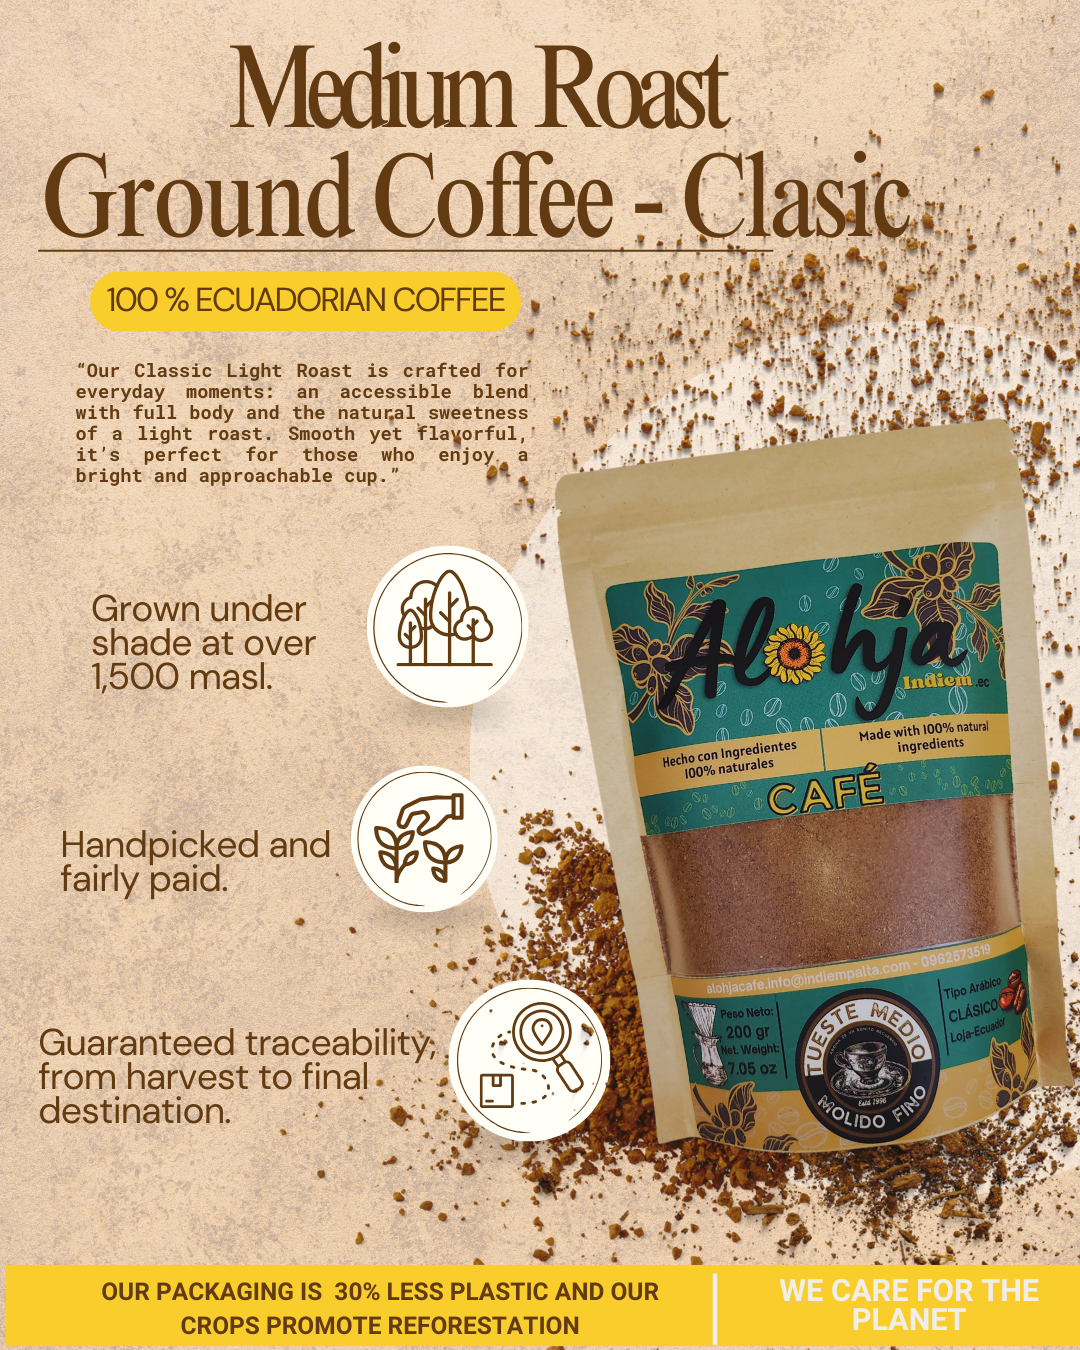 Medium Roast
Ground Coffee - Clasic
100 % ECUADORIAN COFFEE
“Our Classic Light Roast is crafted for
everyday moments: an accessible blend
with full body and the natural sweetness
of a light roast. Smooth yet flavorful,
it’s perfect for those who enjoy a
bright and approachable cup.”
Grown under
shade at over
1,500 masl.
Handpicked and
fairly paid.
Guaranteed traceability,
from harvest to final
destination.
Alohja
Indiem.ec
Hecho con Ingredientes
100% naturales
Made with 100% natural
ingredients
CAFÉ
alohjacafe.info@indiempalta.com - 0962573519
Peso Neto:
200 gr
Net. Weight:
7.05 oz
TUESTE MEDIO
Estd 1996
MOLIDO FINO
Tipo Arábico
CLÁSICO
Loja-Ecuador
OUR PACKAGING IS  30% LESS PLASTIC AND OUR
CROPS PROMOTE REFORESTATION
WE CARE FOR THE
PLANET